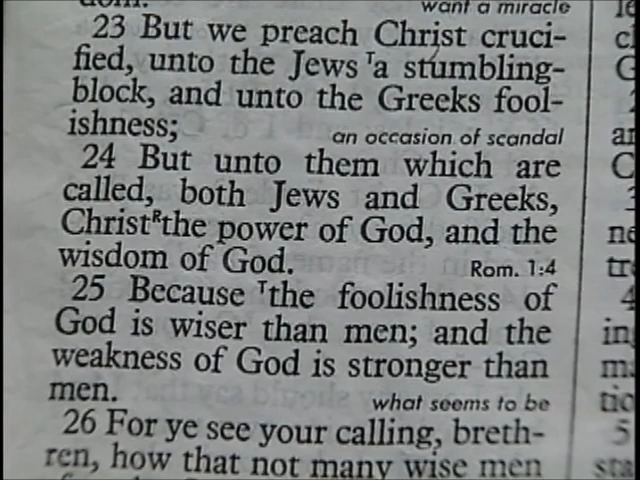 want a miracle
23 But we preach Christ cruci-
fied, unto the Jews ᵀa stumbling-
block, and unto the Greeks fool-
ishness; an occasion of scandal
24 But unto them which are
called, both Jews and Greeks,
Christᴿthe power of God, and the
wisdom of God. Rom. 1:4
25 Because ᵀthe foolishness of
God is wiser than men; and the
weakness of God is stronger than
men. what seems to be
26 For ye see your calling, breth-
ren, how that not many wise men